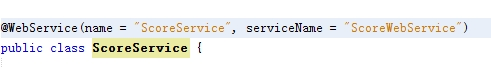 @WebService(name = "ScoreService", serviceName = "ScoreWebService")
public class ScoreService {